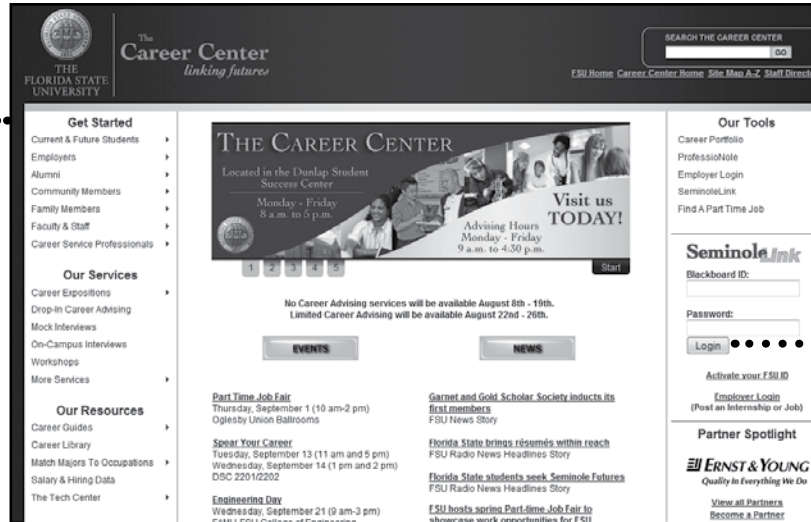 THE
FLORIDA STATE
UNIVERSITY
The
Career Center
linking futures
SEARCH THE CAREER CENTER
GO
FSU Home Career Center Home Site Map A-Z Staff Direct
Get Started
Current & Future Students
Employers
Alumni
Community Members
Family Members
Faculty & Staff
Career Service Professionals
Our Services
Career Expositions
Drop-In Career Advising
Mock Interviews
On-Campus Interviews
Workshops
More Services
Our Resources
Career Guides
Career Library
Match Majors To Occupations
Salary & Hiring Data
The Tech Center
THE CAREER CENTER
Located in the Dunlap Student
Success Center
Monday - Friday
8 a.m. to 5 p.m.
Visit us
TODAY!
Advising Hours
Monday - Friday
9 a.m. to 4:30 p.m.
1 2 3 4 5
Start
No Career Advising services will be available August 8th - 19th.
Limited Career Advising will be available August 22nd - 26th.
EVENTS
Part Time Job Fair
Thursday, September 1 (10 am-2 pm)
Oglesby Union Ballrooms
Spear Your Career
Tuesday, September 13 (11 am and 5 pm)
Wednesday, September 14 (1 pm and 2 pm)
DSC 2201/2202
Engineering Day
Wednesday, September 21 (9 am-3 pm)
FAMU-FSU College of Engineering
NEWS
Garnet and Gold Scholar Society inducts its
first members
FSU News Story
Florida State brings résumés within reach
FSU Radio News Headlines Story
Florida State students seek Seminole Futures
FSU Radio News Headlines Story
FSU hosts spring Part-time Job Fair to
showcase work opportunities for FSU
Our Tools
Career Portfolio
ProfessioNole
Employer Login
SeminoleLink
Find A Part Time Job
SeminoleLink
Blackboard ID:
Password:
Login
Activate your FSU ID
Employer Login
(Post an Internship or Job)
Partner Spotlight
ERNST & YOUNG
Quality In Everything We Do
View all Partners
Become a Partner